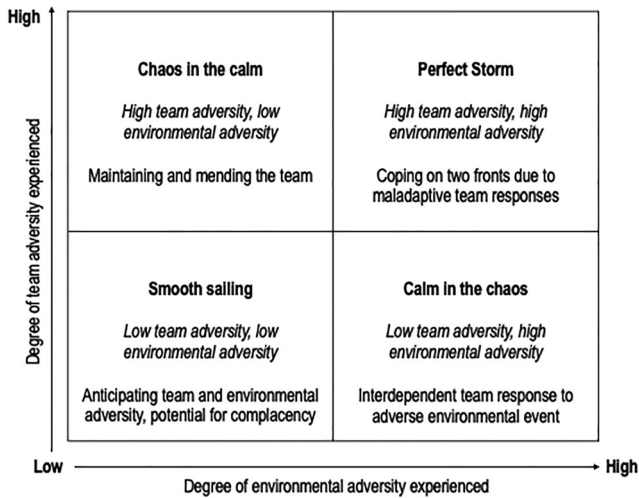 High
Degree of team adversity experienced
Chaos in the calm
High team adversity, low
environmental adversity
Maintaining and mending the team
Perfect Storm
High team adversity, high
environmental adversity
Coping on two fronts due to
maladaptive team responses
Smooth sailing
Low team adversity, low
environmental adversity
Anticipating team and environmental
adversity, potential for complacency
Calm in the chaos
Low team adversity, high
environmental adversity
Interdependent team response to
adverse environmental event
Low
High
Degree of environmental adversity experienced